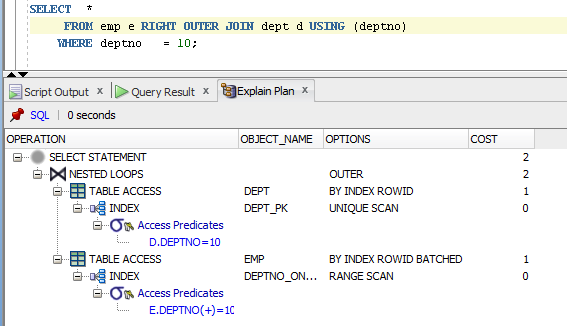 SELECT *
FROM emp e RIGHT OUTER JOIN dept d USING (deptno)
WHERE deptno = 10;
Script Output x Query Result x Explain Plan x
SQL | 0 seconds
OPERATION OBJECT_NAME OPTIONS COST
SELECT STATEMENT 2
NESTED LOOPS OUTER 2
TABLE ACCESS DEPT BY INDEX ROWID 1
INDEX DEPT_PK UNIQUE SCAN 0
Access Predicates
D.DEPTNO=10
TABLE ACCESS EMP BY INDEX ROWID BATCHED 1
INDEX DEPTNO_ON... RANGE SCAN 0
Access Predicates
E.DEPTNO(+)=10